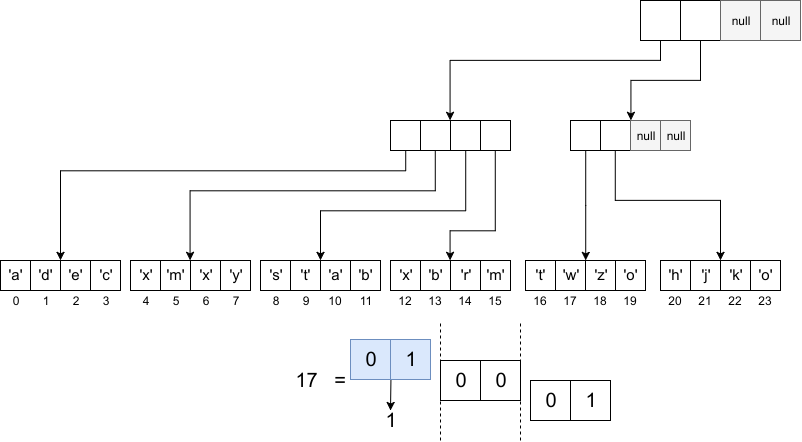 null null
null null
'a' 'd' 'e' 'c' 'x' 'm' 'x' 'y' 's' 't' 'a' 'b' 'x' 'b' 'r' 'm' 't' 'w' 'z' 'o' 'h' 'j' 'k' 'o'
0 1 2 3 4 5 6 7 8 9 10 11 12 13 14 15 16 17 18 19 20 21 22 23
17 = 0 1 0 0 0 1
1